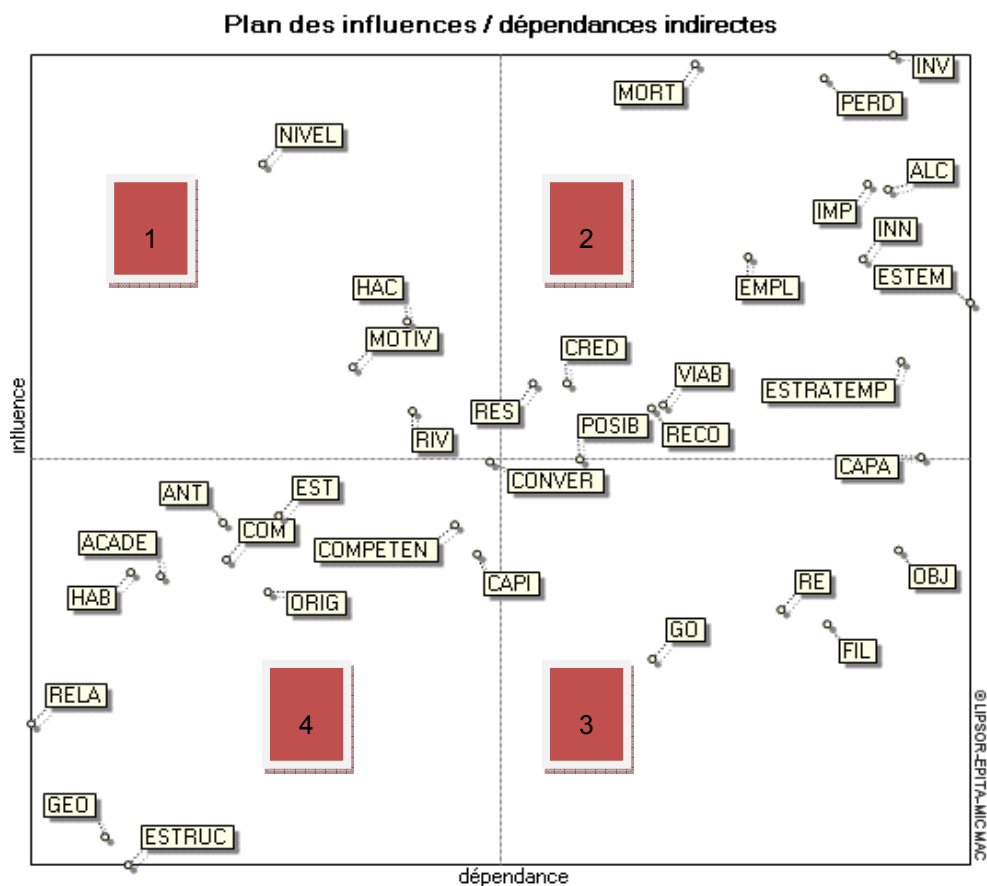 Plan des influences / dépendances indirectes
INV
MORT
PERD
NIVEL
ALC
IMP
1
2
INN
ESTEM
EMPL
HAC
MOTIV
CRED
VIAB
ESTRATEMP
RES
POSIB
RECO
RIV
influence
CAPA
CONVER
EST
ANT
COM
ACADE
COMPETEN
HAB
CAPI
OBJ
RE
ORIG
GO
FIL
RELA
4
3
GEO
ESTRUC
dépendance
©LIPSOR-EPITA-MICMAC